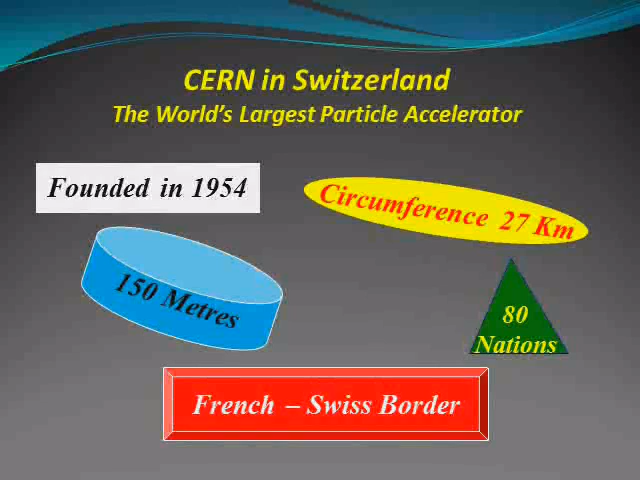 CERN in Switzerland
The World's Largest Particle Accelerator
Founded in 1954
Circumference 27 Km
150 Metres
80
Nations
French – Swiss Border